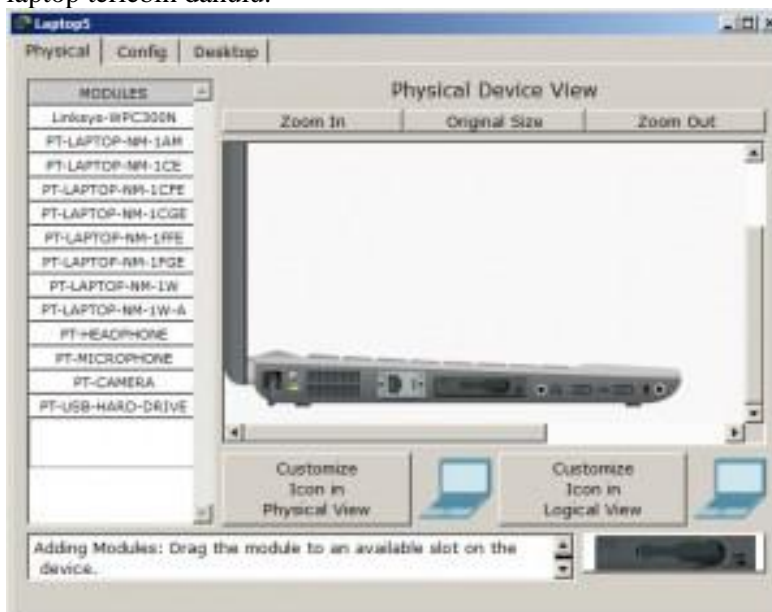 Laptop5
Physical Config Desktop
MODULES
Linksys-WPC300N
PT-LAPTOP-NM-1AM
PT-LAPTOP-NM-1CE
PT-LAPTOP-NM-1CFE
PT-LAPTOP-NM-1CGE
PT-LAPTOP-NM-1FFE
PT-LAPTOP-NM-1FGE
PT-LAPTOP-NM-1W
PT-LAPTOP-NM-1W-A
PT-HEADPHONE
PT-MICROPHONE
PT-CAMERA
PT-USB-HARD-DRIVE
Physical Device View
Zoom In Original Size Zoom Out
Customize
Icon in
Physical View
Customize
Icon in
Logical View
Adding Modules: Drag the module to an available slot on the
device.